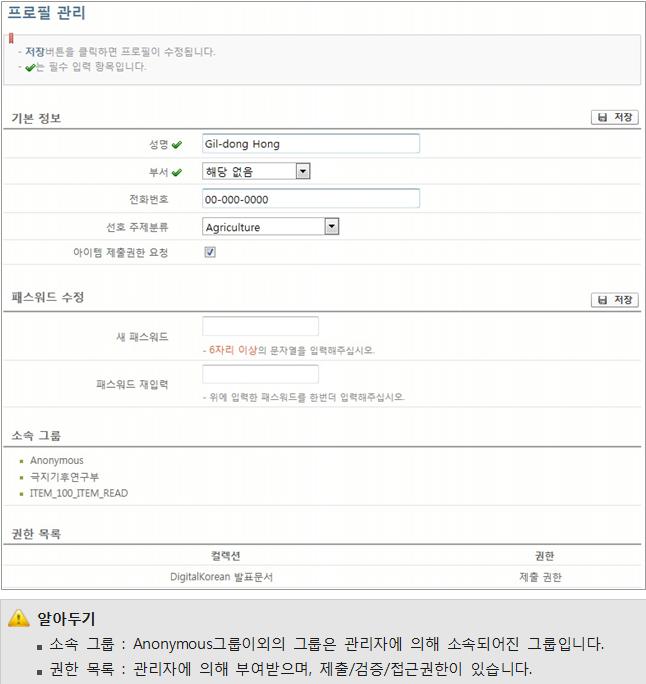 프로필 관리
- 저장버튼을 클릭하면 프로필이 수정됩니다.
- 는 필수 입력 항목입니다.
기본 정보 저장
성명 Gil-dong Hong
부서 해당 없음
전화번호 00-000-0000
선호 주제분류 Agriculture
아이템 제출권한 요청
패스워드 수정 저장
새 패스워드
- 6자리 이상의 문자열을 입력해주십시오.
패스워드 재입력
- 위에 입력한 패스워드를 한번더 입력해주십시오.
소속 그룹
Anonymous
극지기후연구부
ITEM_100_ITEM_READ
권한 목록
컬렉션 권한
DigitalKorean 발표문서 제출 권한
알아두기
소속 그룹 : Anonymous그룹이외의 그룹은 관리자에 의해 소속되어진 그룹입니다.
권한 목록 : 관리자에 의해 부여받으며, 제출/검증/접근권한이 있습니다.